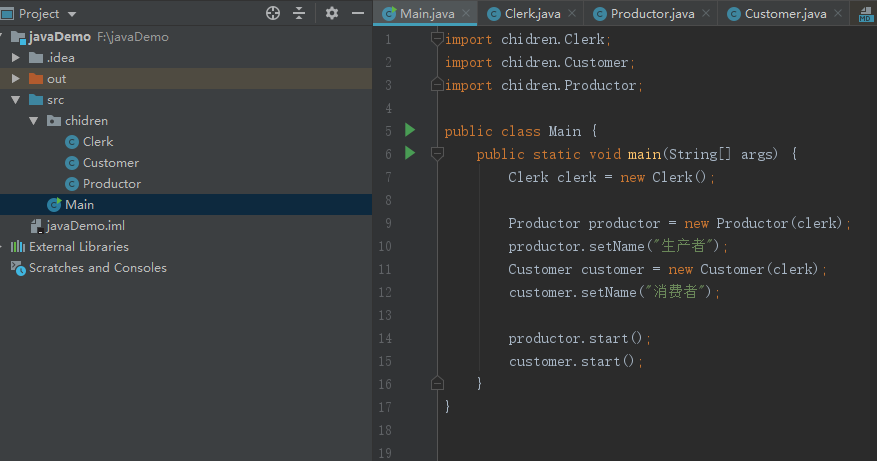 Project
javaDemo F:\javaDemo
.idea
out
src
chidren
Clerk
Customer
Productor
Main
javaDemo.iml
External Libraries
Scratches and Consoles
Main.java
Clerk.java
Productor.java
Customer.java
MD
1 import chidren.Clerk;
2 import chidren.Customer;
3 import chidren.Productor;
4
5 public class Main {
6 public static void main(String[] args) {
7 Clerk clerk = new Clerk();
8
9 Productor productor = new Productor(clerk);
10 productor.setName("生产者");
11 Customer customer = new Customer(clerk);
12 customer.setName("消费者");
13
14 productor.start();
15 customer.start();
16 }
17 }
18
19